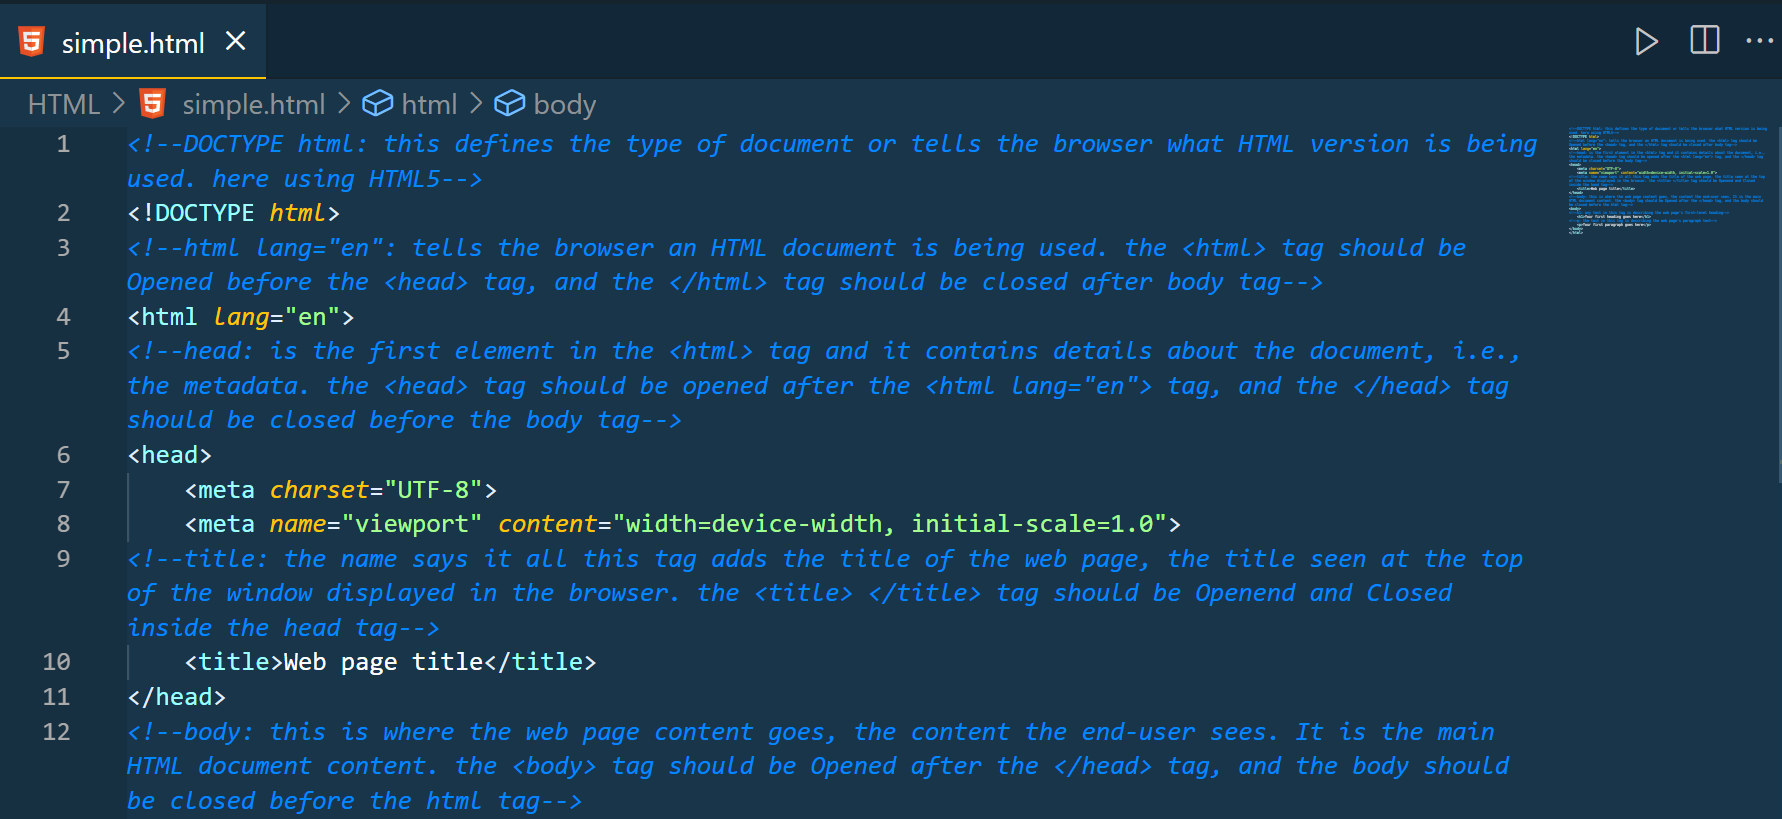 simple.html
HTML > simple.html > html > body
1 <!--DOCTYPE html: this defines the type of document or tells the browser what HTML version is being
used. here using HTML5-->
2 <!DOCTYPE html>
3 <!--html lang="en": tells the browser an HTML document is being used. the <html> tag should be
Opened before the <head> tag, and the </html> tag should be closed after body tag-->
4 <html lang="en">
5 <!--head: is the first element in the <html> tag and it contains details about the document, i.e.,
the metadata. the <head> tag should be opened after the <html lang="en"> tag, and the </head> tag
should be closed before the body tag-->
6 <head>
7     <meta charset="UTF-8">
8     <meta name="viewport" content="width=device-width, initial-scale=1.0">
9 <!--title: the name says it all this tag adds the title of the web page, the title seen at the top
of the window displayed in the browser. the <title> </title> tag should be Openend and Closed
inside the head tag-->
10     <title>Web page title</title>
11 </head>
12 <!--body: this is where the web page content goes, the content the end-user sees. It is the main
HTML document content. the <body> tag should be Opened after the </head> tag, and the body should
be closed before the html tag-->